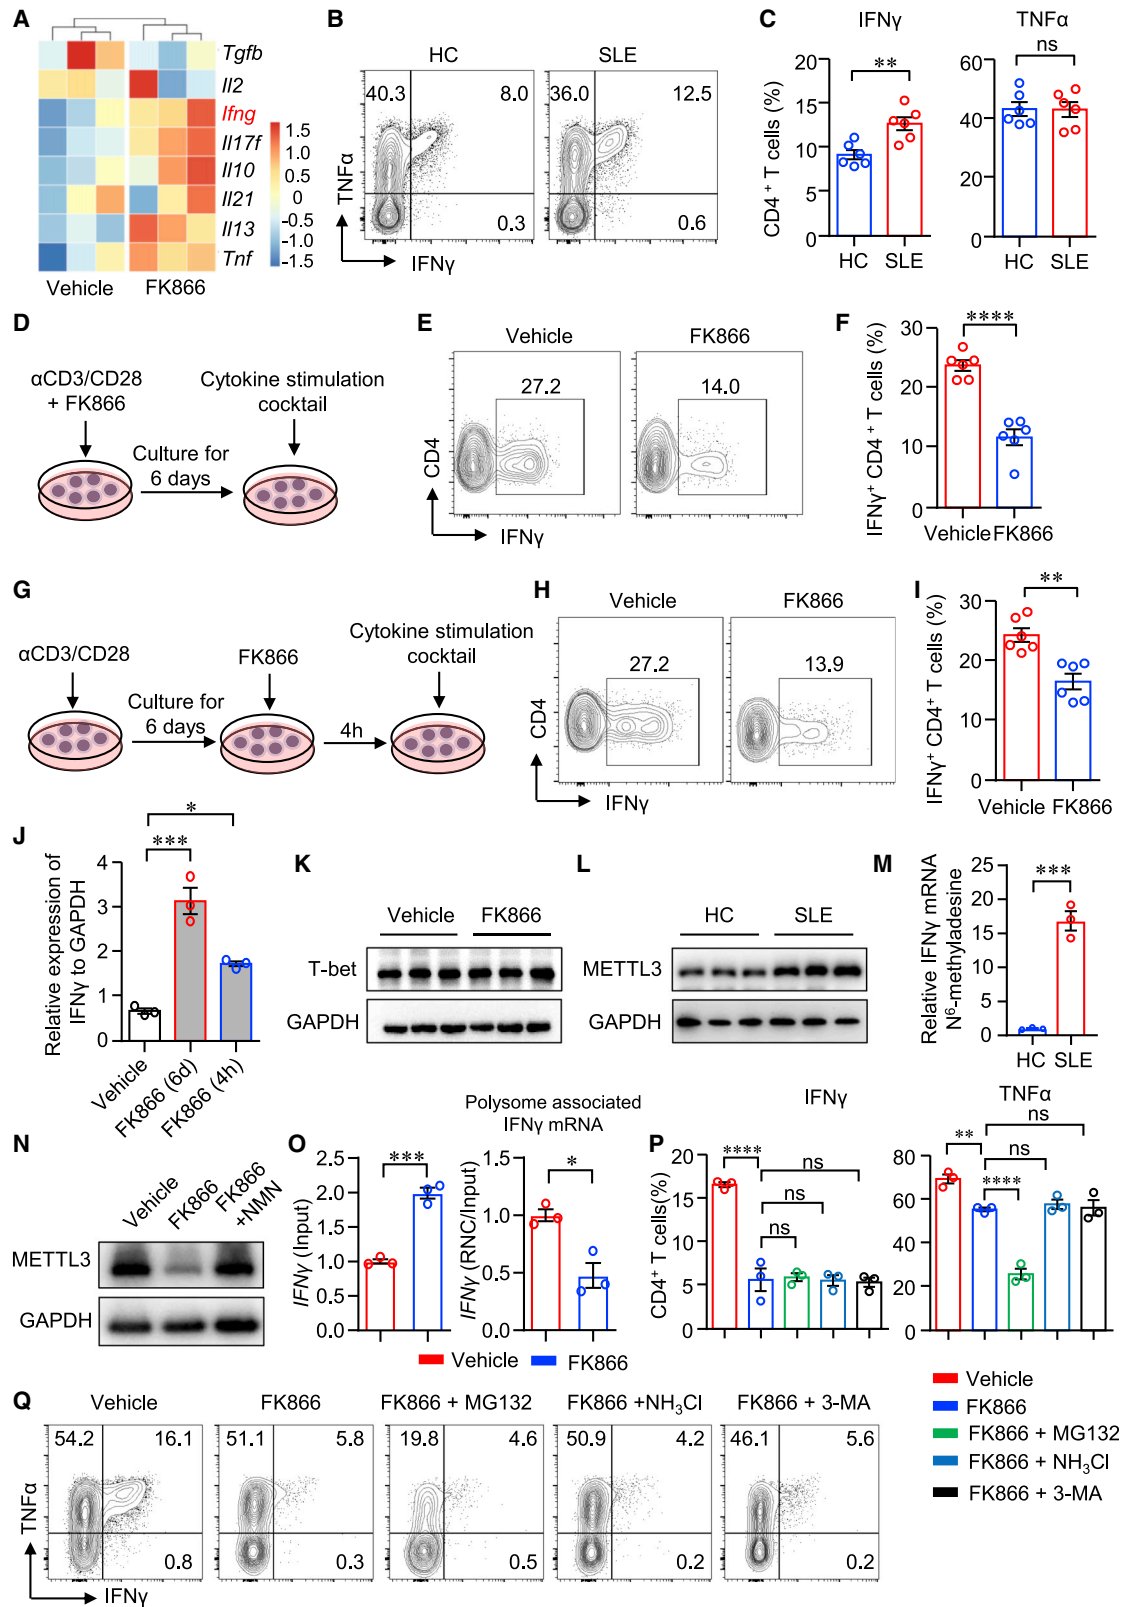 A
Tgfb
Il2
Ifng
Il17f
Il10
Il21
Il13
Tnf
1.5
1.0
0.5
0
−0.5
−1.0
−1.5
Vehicle FK866
B
HC SLE
40.3 8.0 36.0 12.5
0.3 0.6
TNFα
IFNγ
C
IFNγ TNFα
** ns
CD4 + T cells (%)
20
15
10
5
0
HC SLE
60
40
20
0
HC SLE
D
αCD3/CD28
+ FK866
Cytokine stimulation
cocktail
Culture for
6 days
E
Vehicle FK866
27.2 14.0
CD4
IFNγ
F
****
IFNγ+ CD4 + T cells (%)
30
20
10
0
Vehicle FK866
G
αCD3/CD28
FK866
Cytokine stimulation
cocktail
Culture for
6 days
4h
H
Vehicle FK866
27.2 13.9
CD4
IFNγ
I
**
IFNγ+ CD4+ T cells (%)
30
20
10
0
Vehicle FK866
J
*
***
Relative expression of
IFNγ to GAPDH
4
3
2
1
0
Vehicle
FK866 (6d)
FK866 (4h)
K
Vehicle FK866
T-bet
GAPDH
L
HC SLE
METTL3
GAPDH
M
***
Relative IFNγ mRNA
N6-methyladesine
25
20
15
10
5
0
HC SLE
N
Vehicle
FK866
FK866
+NMN
METTL3
GAPDH
O
Polysome associated
IFNγ mRNA
*** *
IFNγ (Input)
2.5
2.0
1.5
1.0
0.5
0.0
IFNγ (RNC/Input)
1.5
1.0
0.5
0.0
Vehicle FK866
P
IFNγ TNFα
**** ns ns ns
CD4+ T cells(%)
20
15
10
5
0
** **** ns ns
80
60
40
20
0
Vehicle
FK866
FK866 + MG132
FK866 + NH3Cl
FK866 + 3-MA
Q
Vehicle FK866 FK866 + MG132 FK866 +NH3Cl FK866 + 3-MA
54.2 16.1 51.1 5.8 19.8 4.6 50.9 4.2 46.1 5.6
0.8 0.3 0.5 0.2 0.2
TNFα
IFNγ